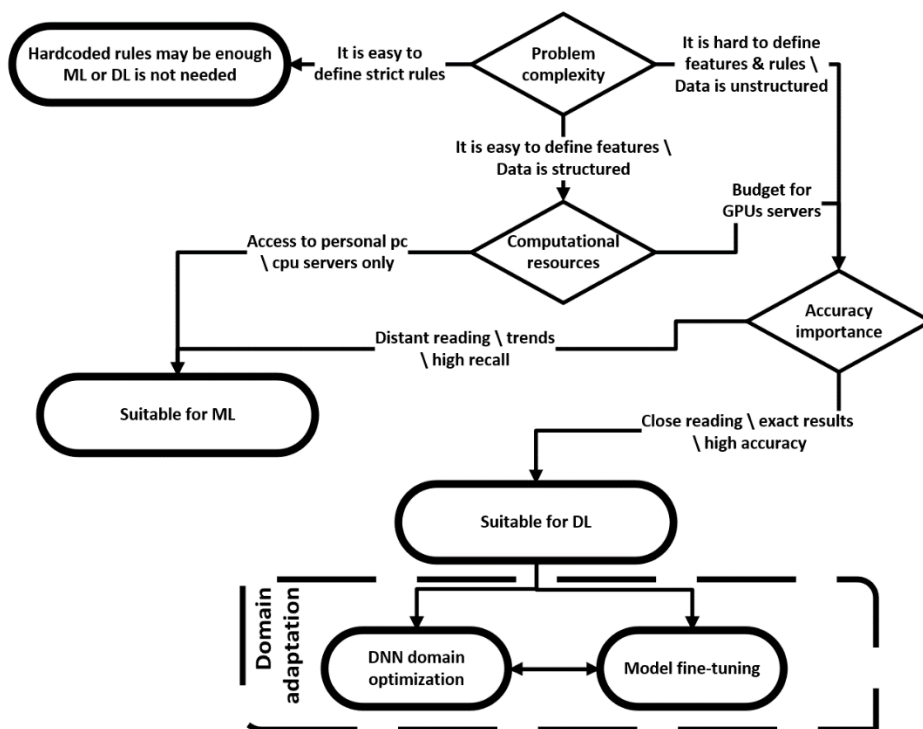 Hardcoded rules may be enough
ML or DL is not needed
It is easy to
define strict rules
Problem
complexity
It is hard to define
features & rules \
Data is unstructured
It is easy to define features \
Data is structured
Budget for
GPUs servers
Access to personal pc
\ cpu servers only
Computational
resources
Accuracy
importance
Distant reading \ trends
\ high recall
Suitable for ML
Close reading \ exact results
\ high accuracy
Suitable for DL
Domain
adaptation
DNN domain
optimization
Model fine-tuning